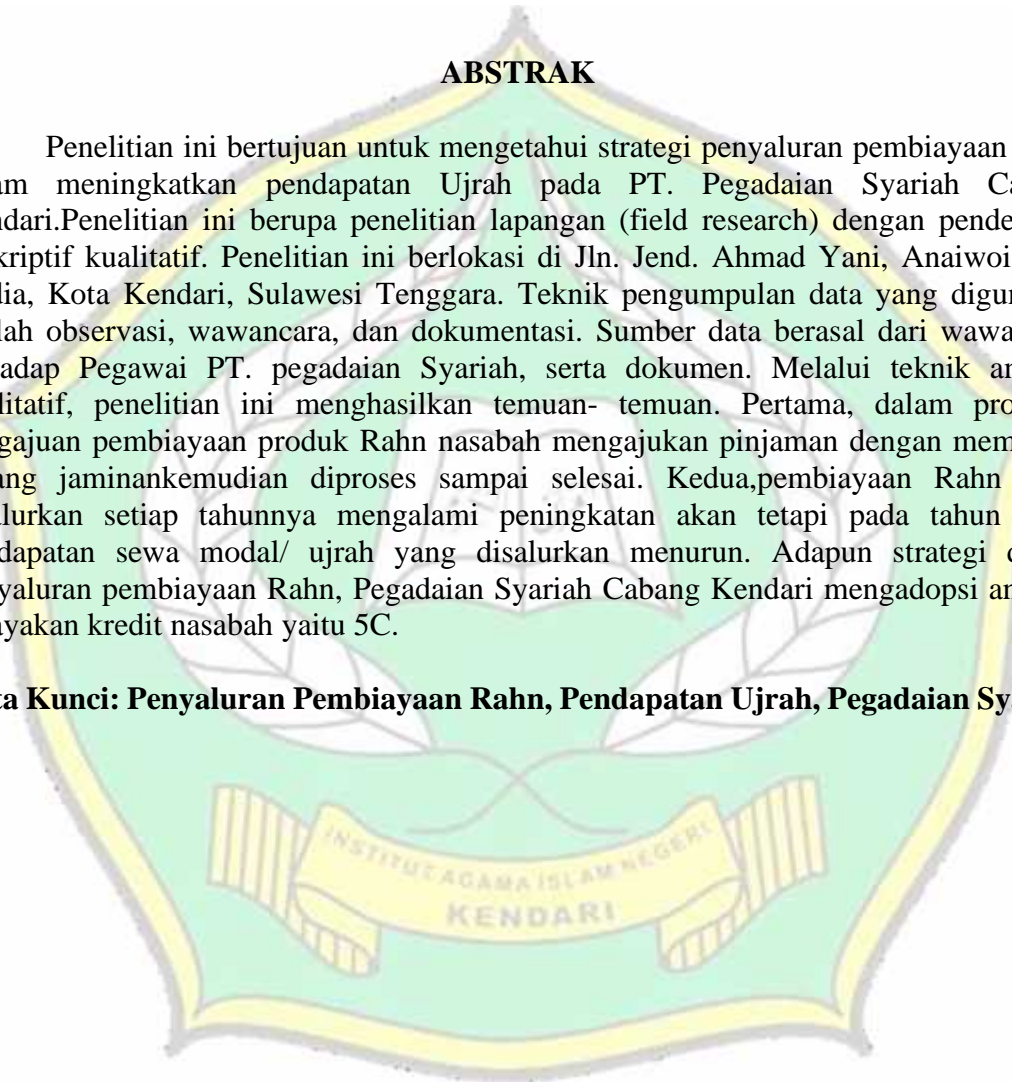 ABSTRAK
Penelitian ini bertujuan untuk mengetahui strategi penyaluran pembiayaan
am meningkatkan pendapatan Ujrah pada PT. Pegadaian Syariah Ca
ndari.Penelitian ini berupa penelitian lapangan (field research) dengan pende
kriptif kualitatif. Penelitian ini berlokasi di Jln. Jend. Ahmad Yani, Anaiwoi
lia, Kota Kendari, Sulawesi Tenggara. Teknik pengumpulan data yang digu
lah observasi, wawancara, dan dokumentasi. Sumber data berasal dari wawa
adap Pegawai PT. pegadaian Syariah, serta dokumen. Melalui teknik an
litatif, penelitian ini menghasilkan temuan- temuan. Pertama, dalam pro
gajuan pembiayaan produk Rahn nasabah mengajukan pinjaman dengan mem
ang jaminankemudian diproses sampai selesai. Kedua,pembiayaan Rahn
alurkan setiap tahunnya mengalami peningkatan akan tetapi pada tahun
dapatan sewa modal/ ujrah yang disalurkan menurun. Adapun strategi d
yaluran pembiayaan Rahn, Pegadaian Syariah Cabang Kendari mengadopsi an
ayakan kredit nasabah yaitu 5C.
ta Kunci: Penyaluran Pembiayaan Rahn, Pendapatan Ujrah, Pegadaian Sy
INSTITUT AGAMA ISLAM NEGERI
KENDARI